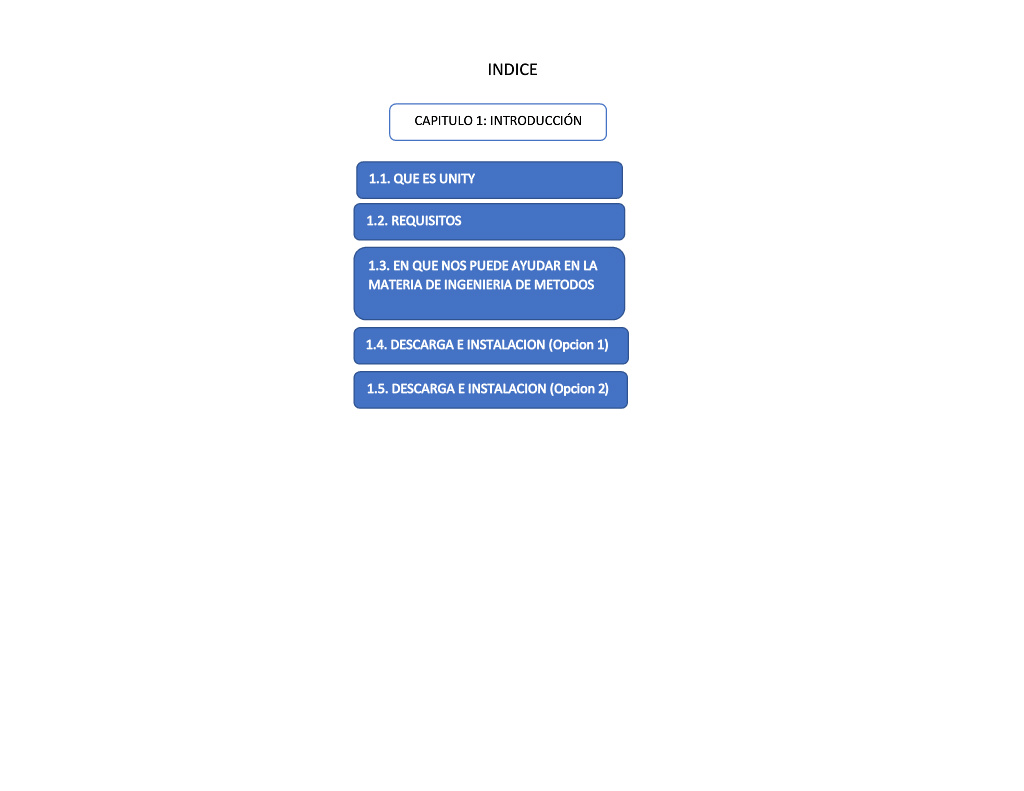 INDICE
CAPITULO 1: INTRODUCCIÓN
1.1. QUE ES UNITY
1.2. REQUISITOS
1.3. EN QUE NOS PUEDE AYUDAR EN LA
MATERIA DE INGENIERIA DE METODOS
1.4. DESCARGA E INSTALACION (Opcion 1)
1.5. DESCARGA E INSTALACION (Opcion 2)